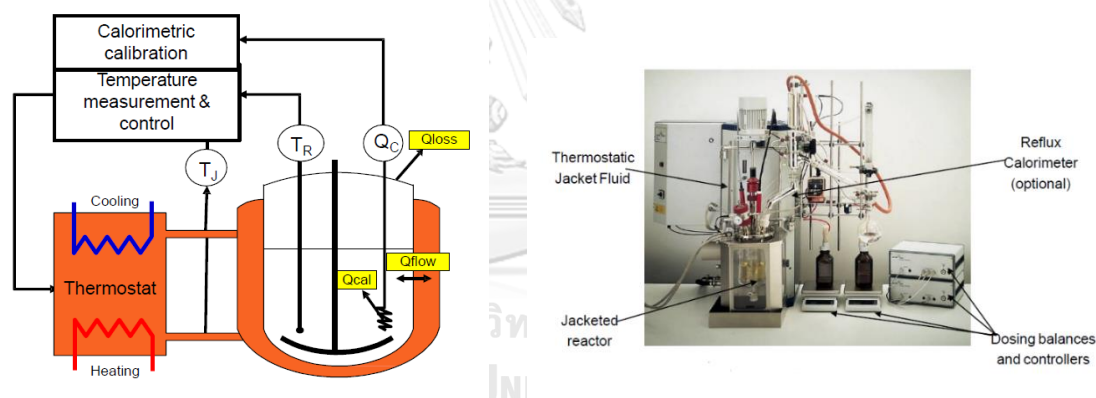 Calorimetric
calibration
Temperature
measurement &
control
T_R
Q_C
Qloss
T_J
Cooling
Thermostat
Heating
Qflow
Qcal
Thermostatic
Jacket Fluid
Reflux
Calorimeter
(optional)
Jacketed
reactor
Dosing balances
and controllers